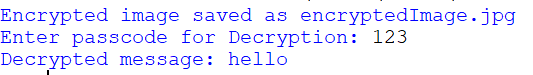 Encrypted image saved as encryptedImage.jpg
Enter passcode for Decryption: 123
Decrypted message: hello